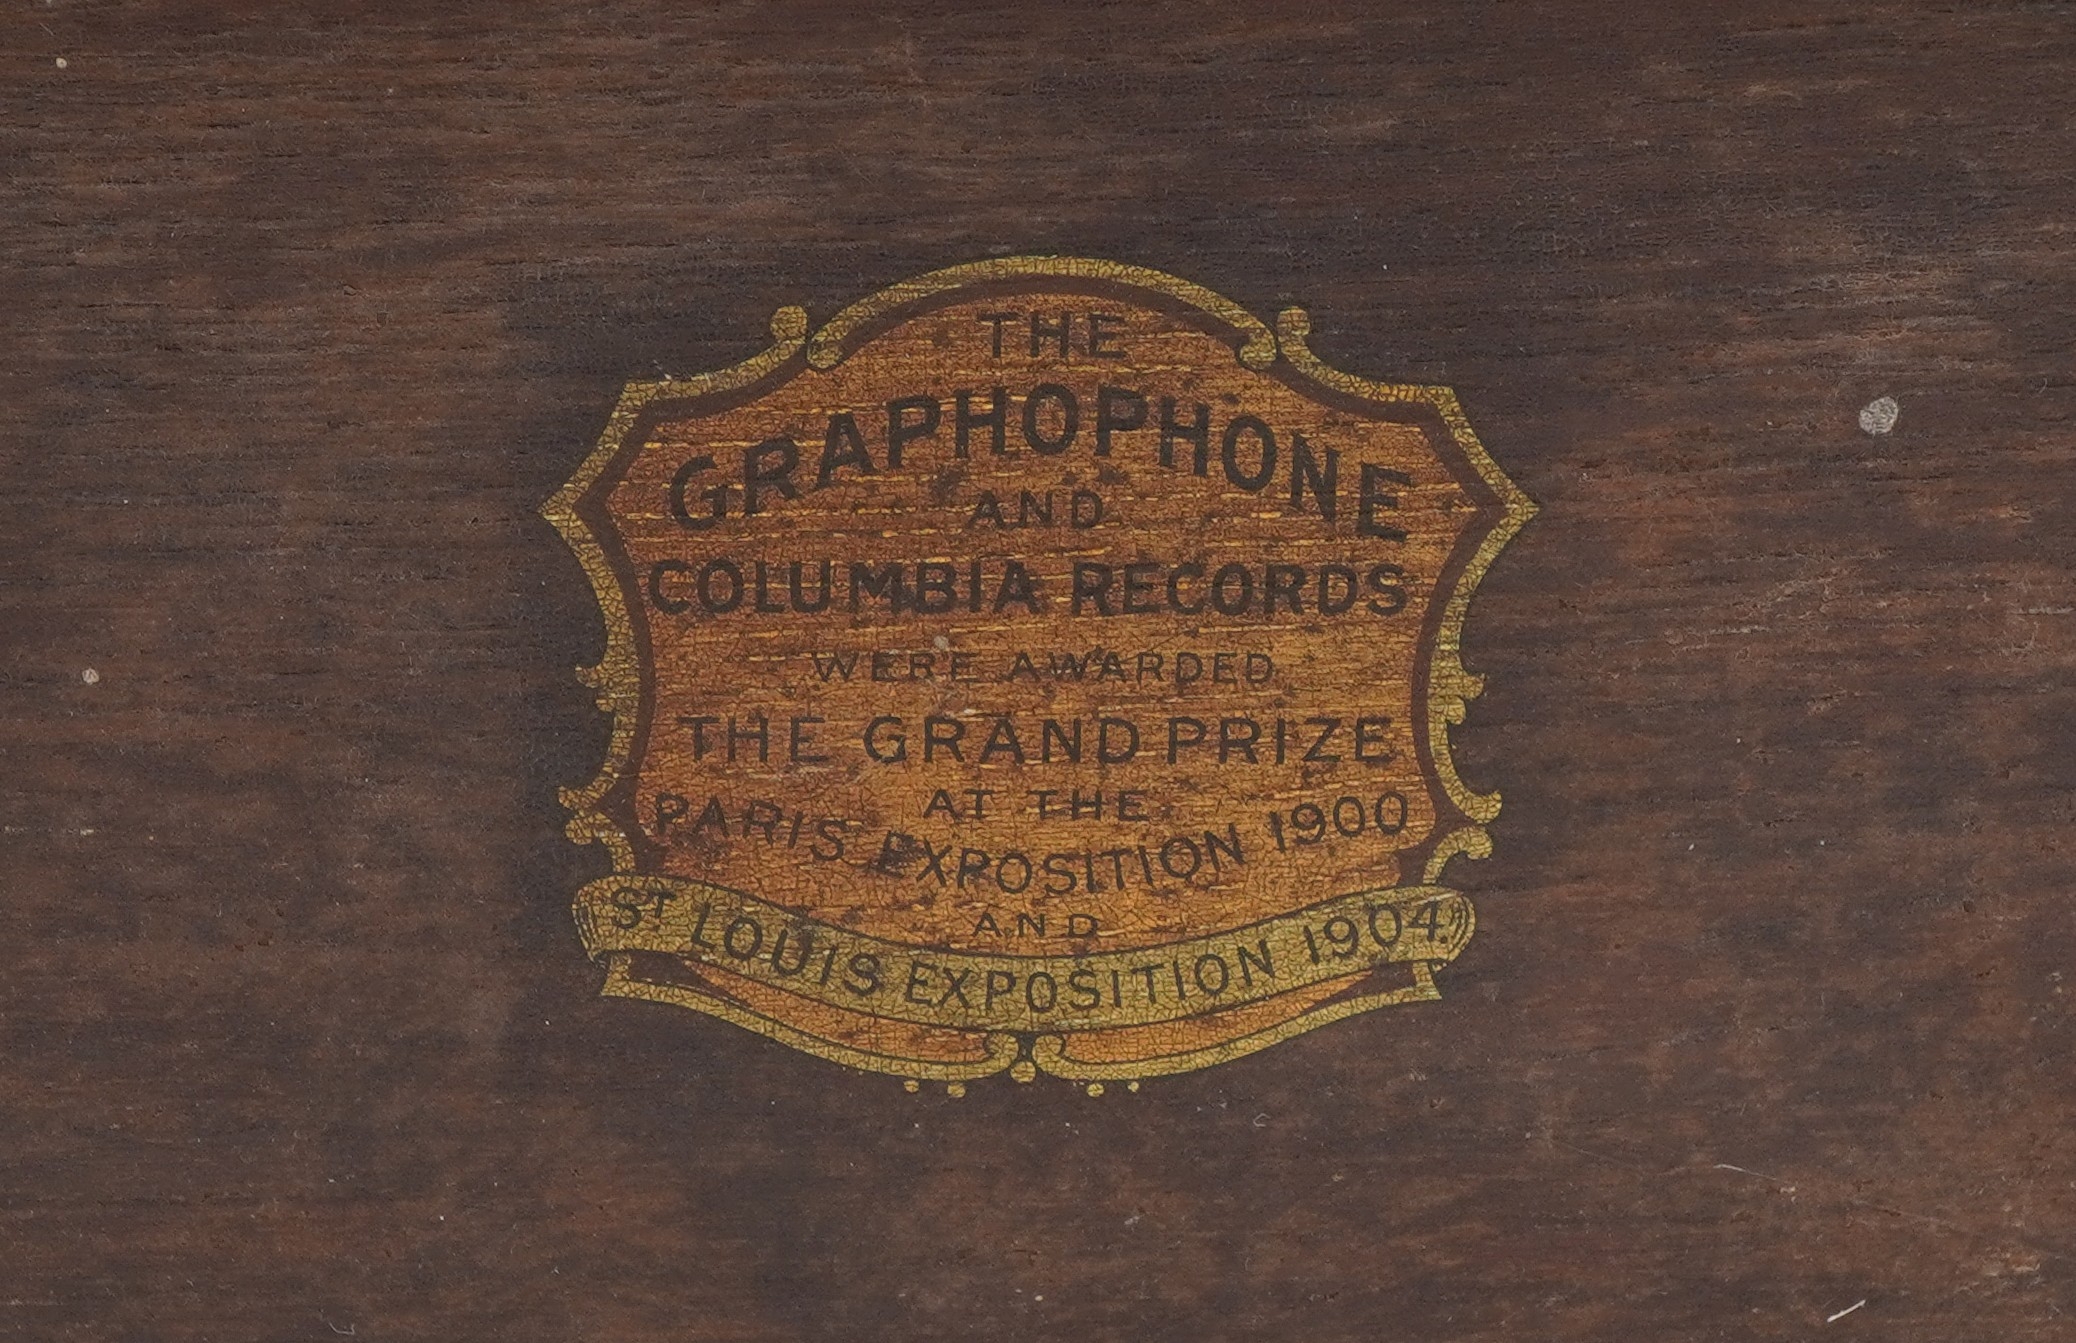 THE
GRAPHOPHONE
AND
COLUMBIA RECORDS
WERE AWARDED
THE GRAND PRIZE
AT THE
PARIS EXPOSITION 1900
AND
ST LOUIS EXPOSITION 1904.